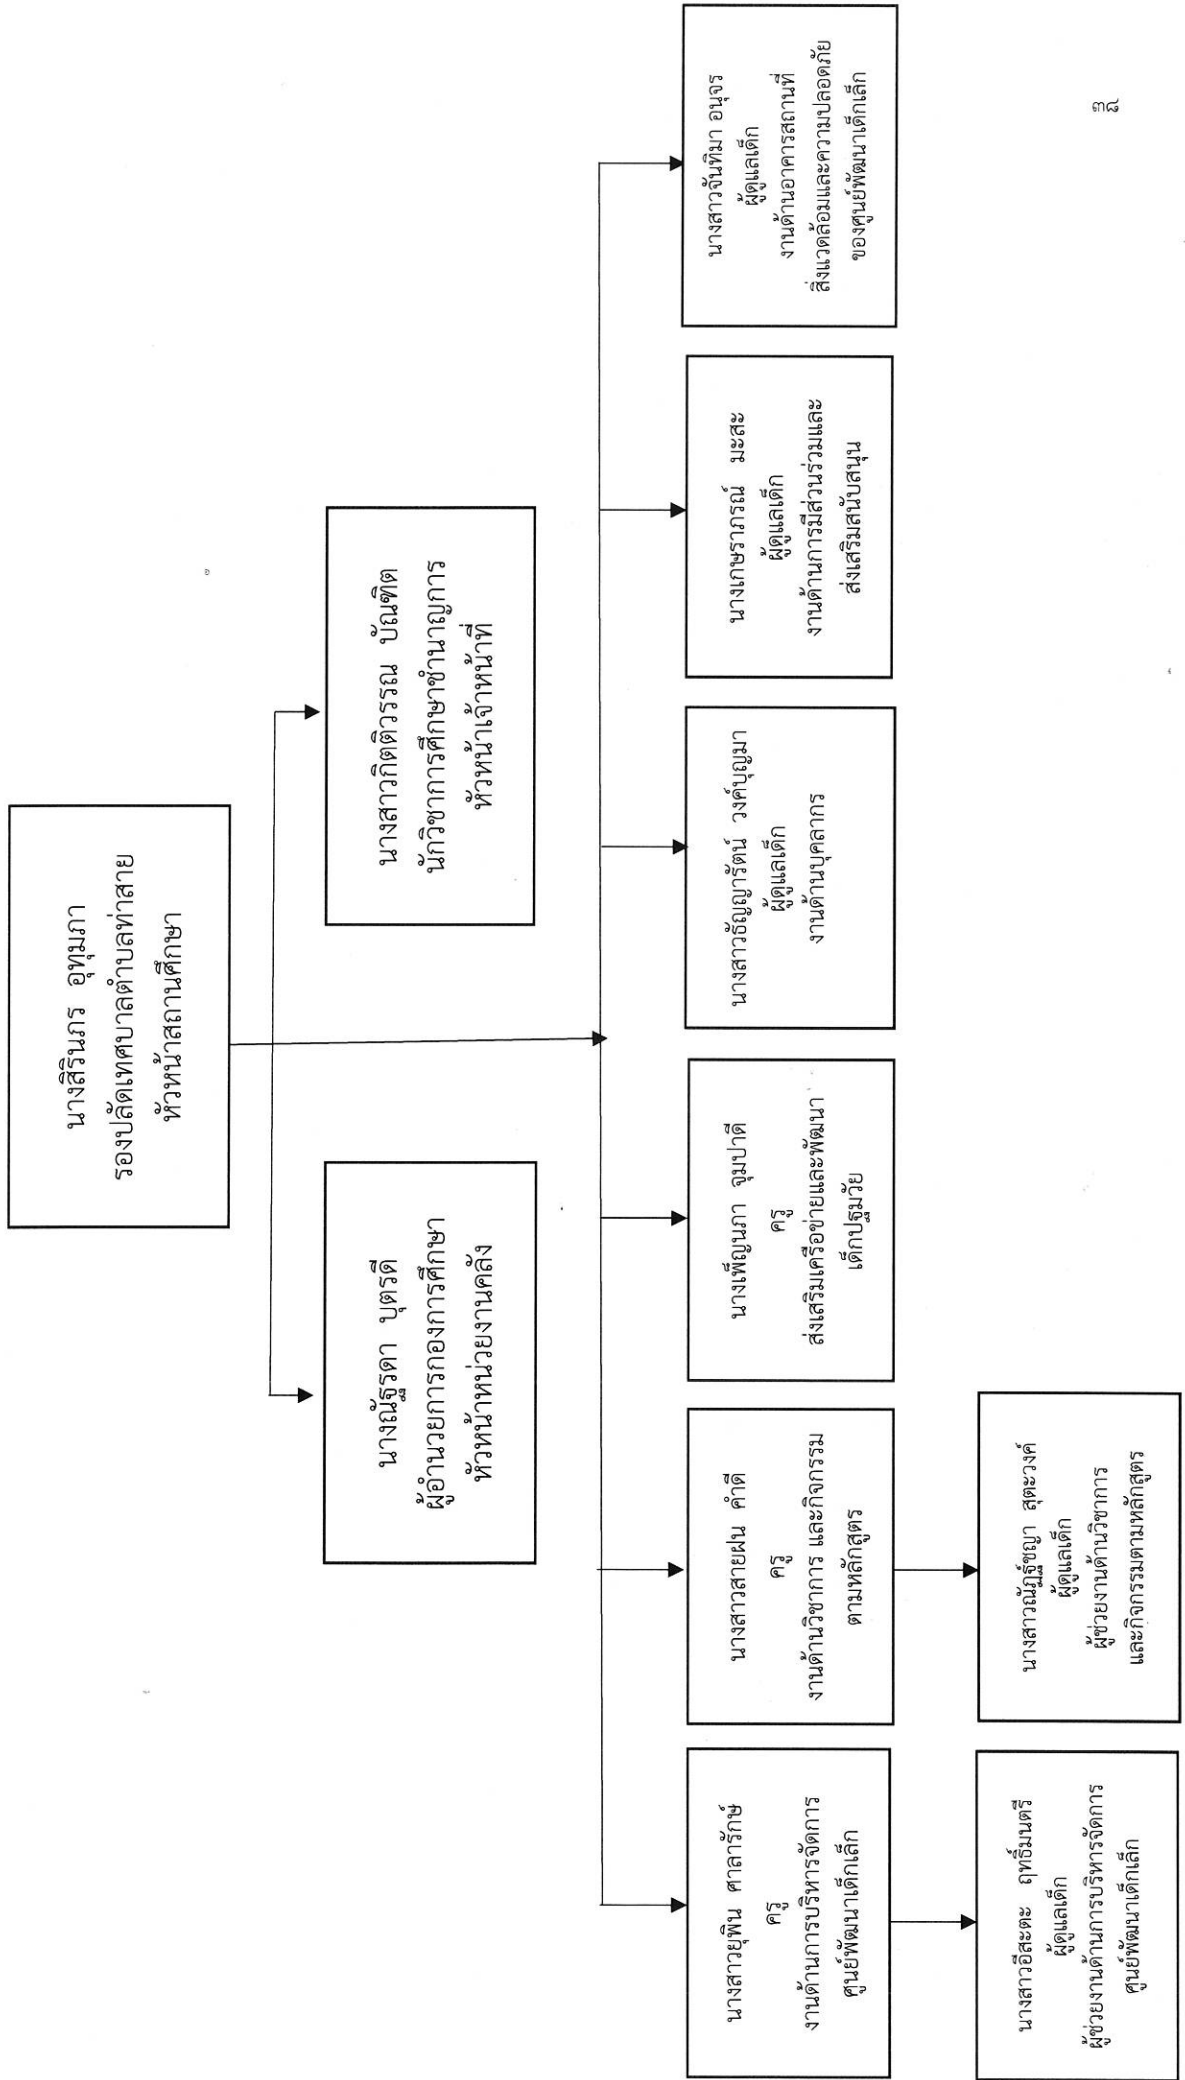 นางสิรินภร อุทุมภา
รองปลัดเทศบาลตำบลท่าสาย
หัวหน้าสถานศึกษา
นางณัฐรดา บุตรดี
ผู้อำนวยการกองการศึกษา
หัวหน้าหน่วยงานคลัง
นางสาวกิตติวรรณ บัณฑิต
นักวิชาการศึกษาชำนาญการ
หัวหน้าเจ้าหน้าที่
นางสาวยุพิน ศาลารักษ์
ครู
งานด้านการบริหารจัดการ
ศูนย์พัฒนาเด็กเล็ก
นางสาวสายฝน คำดี
ครู
งานด้านวิชาการ และกิจกรรม
ตามหลักสูตร
นางเพ็ญนภา จุมปาดี
ครู
ส่งเสริมเครือข่ายและพัฒนา
เด็กปฐมวัย
นางสาวธัญญารัตน์ วงค์บุญมา
ผู้ดูแลเด็ก
งานด้านบุคลากร
นางเกษราภรณ์ มะสะ
ผู้ดูแลเด็ก
งานด้านการมีส่วนร่วมและ
ส่งเสริมสนับสนุน
นางสาวจันทิมา อนุจร
ผู้ดูแลเด็ก
งานด้านอาคารสถานที่
สิ่งแวดล้อมและความปลอดภัย
ของศูนย์พัฒนาเด็กเล็ก
นางสาวอีสะตะ ฤทธิ์มนตรี
ผู้ดูแลเด็ก
ผู้ช่วยงานด้านการบริหารจัดการ
ศูนย์พัฒนาเด็กเล็ก
นางสาวณัฏฐ์ชญา สุตะวงค์
ผู้ดูแลเด็ก
ผู้ช่วยงานด้านวิชาการ
และกิจกรรมตามหลักสูตร
๓๘